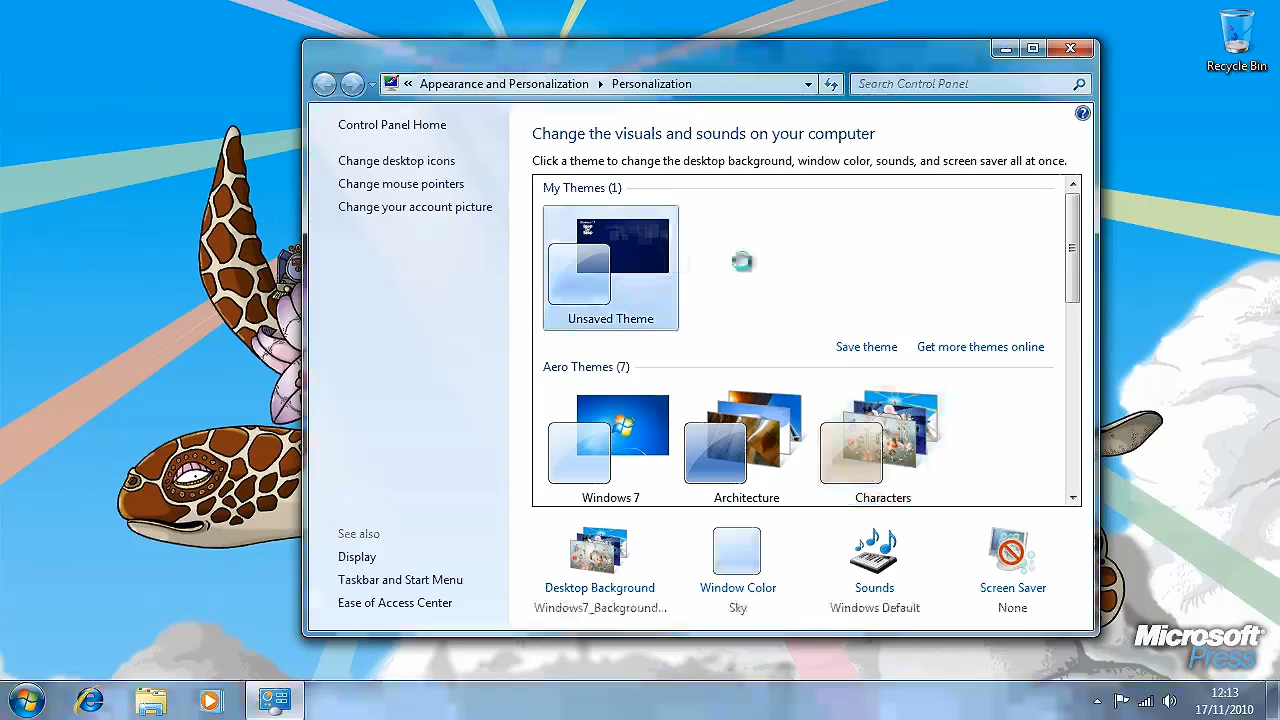 Recycle Bin
« Appearance and Personalization Personalization
Search Control Panel
Control Panel Home
Change desktop icons
Change mouse pointers
Change your account picture
Change the visuals and sounds on your computer
Click a theme to change the desktop background, window color, sounds, and screen saver all at once.
My Themes (1)
Unsaved Theme
Save theme
Get more themes online
Aero Themes (7)
Windows 7
Architecture
Characters
See also
Display
Taskbar and Start Menu
Ease of Access Center
Desktop Background
Windows7_Background...
Window Color
Sky
Sounds
Windows Default
Screen Saver
None
Microsoft
Press
12:13
17/11/2010